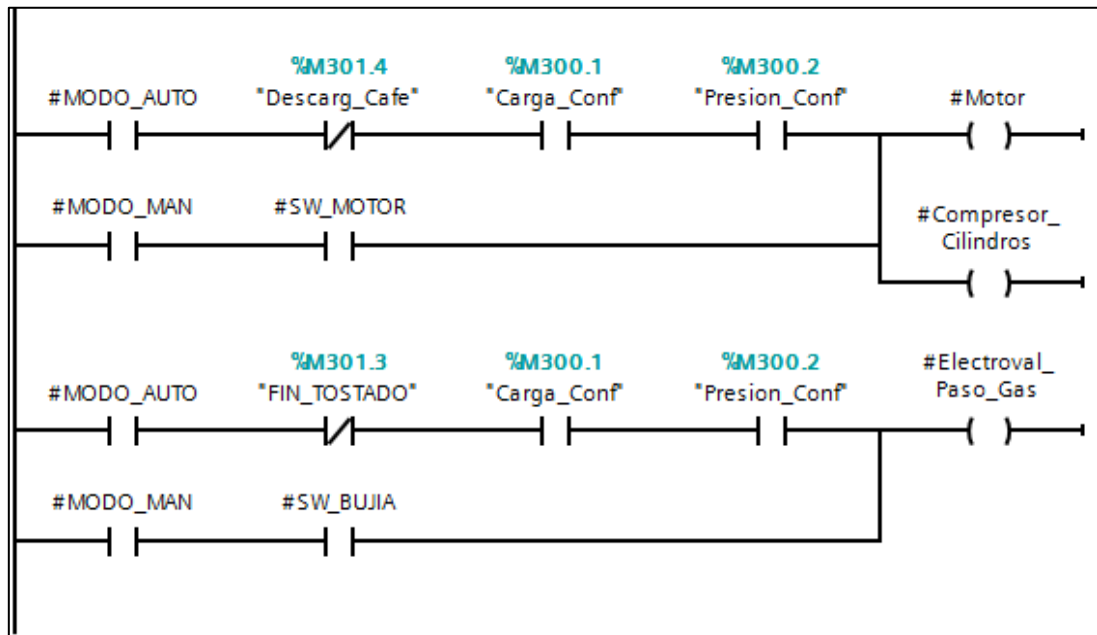 %M301.4 %M300.1 %M300.2
#MODO_AUTO "Descarg_Cafe" "Carga_Conf" "Presion_Conf" #Motor
#MODO_MAN #SW_MOTOR #Compresor_
Cilindros
%M301.3 %M300.1 %M300.2 #Electroval_
#MODO_AUTO "FIN_TOSTADO" "Carga_Conf" "Presion_Conf" Paso_Gas
#MODO_MAN #SW_BUJIA